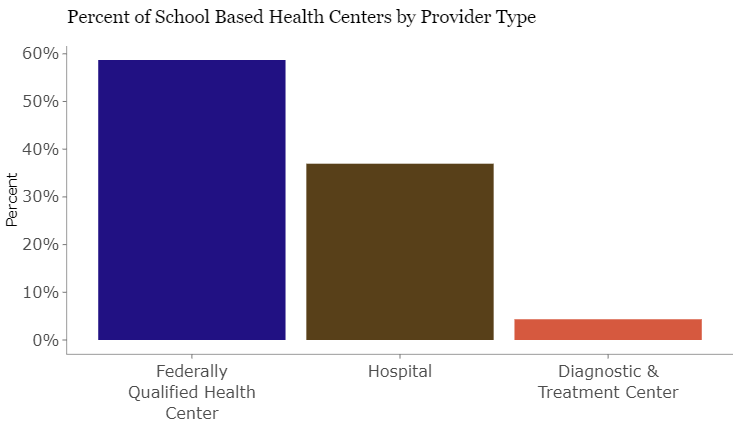 Percent of School Based Health Centers by Provider Type
60%
50%
40%
30%
20%
10%
0%
Percent
Federally
Qualified Health
Center
Hospital
Diagnostic &
Treatment Center